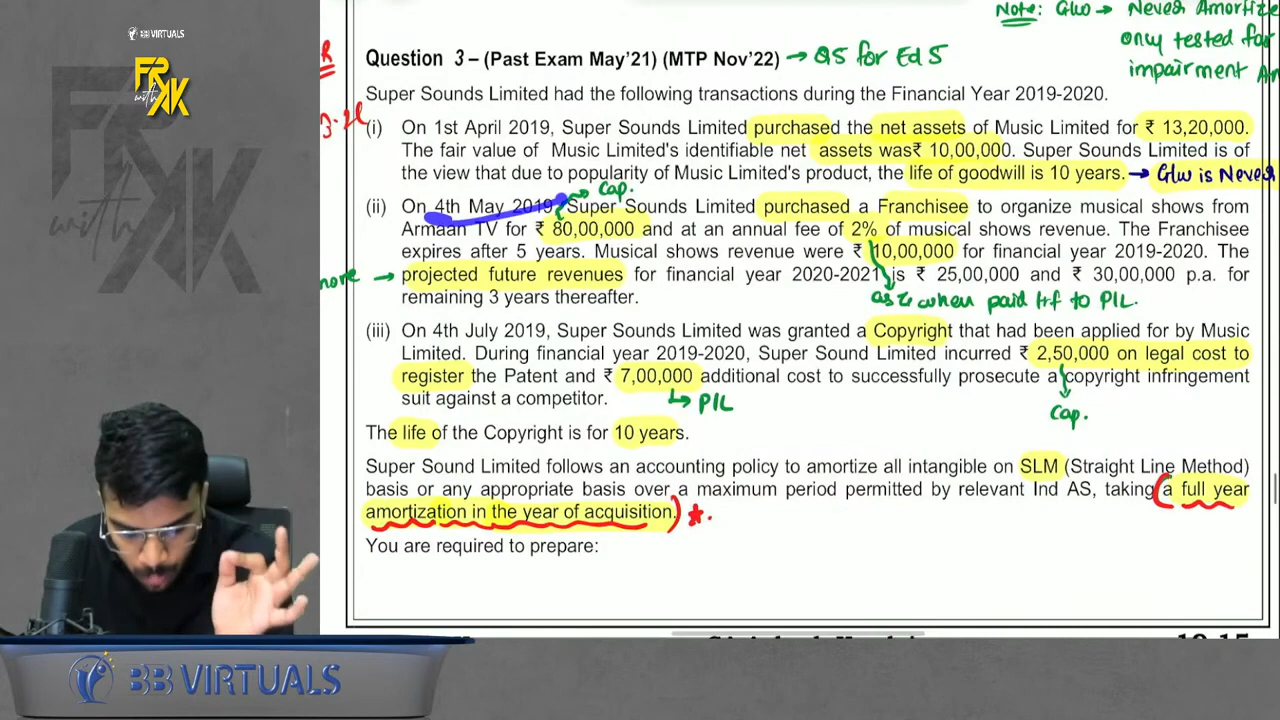 BB VIRTUALS
FR
with
AK
FR
with AK
Note: Glw → Never Amortize
only tested for
impairment
Question 3 – (Past Exam May'21) (MTP Nov'22) → Q5 for Ed 5
Super Sounds Limited had the following transactions during the Financial Year 2019-2020.
(i) On 1st April 2019, Super Sounds Limited purchased the net assets of Music Limited for ₹ 13,20,000.
The fair value of Music Limited's identifiable net assets was₹ 10,00,000. Super Sounds Limited is of
the view that due to popularity of Music Limited's product, the life of goodwill is 10 years. → Glw is Never
→ Cap.
(ii) On 4th May 2019, Super Sounds Limited purchased a Franchisee to organize musical shows from
Armaan TV for ₹ 80,00,000 and at an annual fee of 2% of musical shows revenue. The Franchisee
expires after 5 years. Musical shows revenue were ₹ 10,00,000 for financial year 2019-2020. The
more → projected future revenues for financial year 2020-2021 is ₹ 25,00,000 and ₹ 30,00,000 p.a. for
remaining 3 years thereafter.
as & when paid trf to P/L.
(iii) On 4th July 2019, Super Sounds Limited was granted a Copyright that had been applied for by Music
Limited. During financial year 2019-2020, Super Sound Limited incurred ₹ 2,50,000 on legal cost to
register the Patent and ₹ 7,00,000 additional cost to successfully prosecute a copyright infringement
suit against a competitor.
→ P/L
Cap.
The life of the Copyright is for 10 years.
Super Sound Limited follows an accounting policy to amortize all intangible on SLM (Straight Line Method)
basis or any appropriate basis over a maximum period permitted by relevant Ind AS, taking (a full year
amortization in the year of acquisition.) *.
You are required to prepare:
BB VIRTUALS